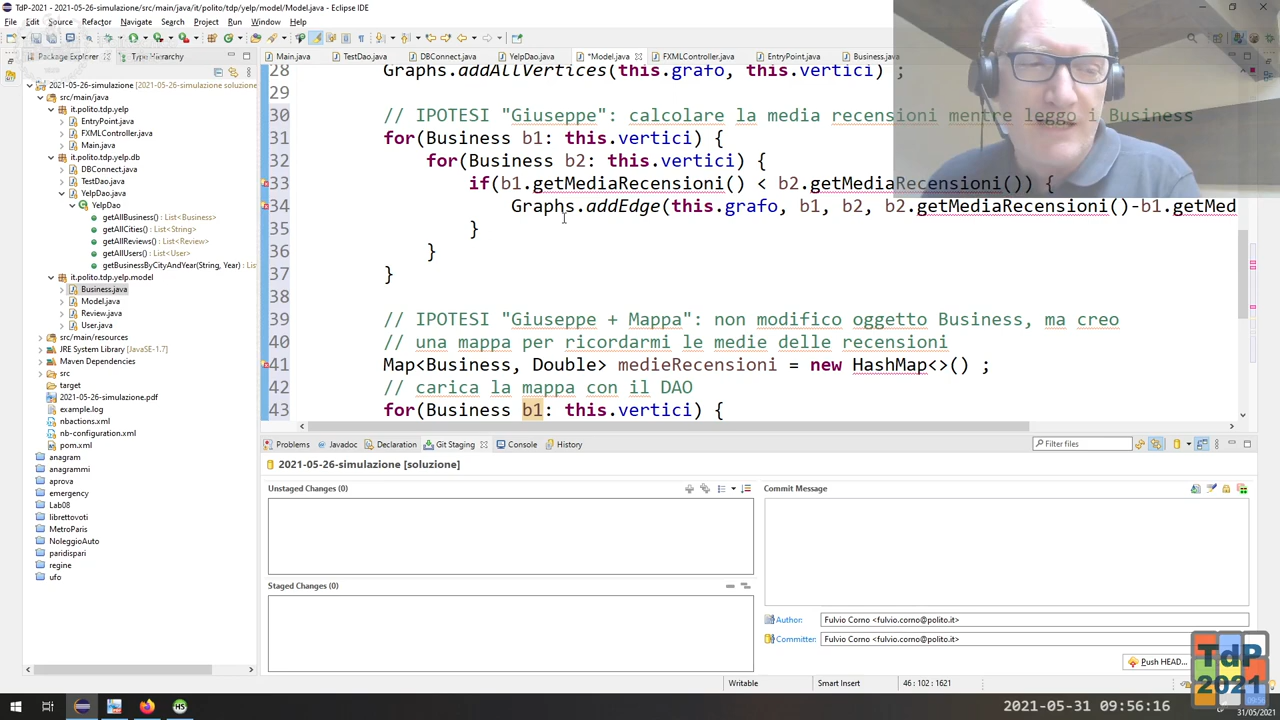 TdP-2021 - 2021-05-26-simulazione/src/main/java/it/polito/tdp/yelp/model/Model.java - Eclipse IDE
File Edit Source Refactor Navigate Search Project Run Window Help
Package Explorer Type Hierarchy
Main.java TestDao.java DBConnect.java YelpDao.java *Model.java FXMLController.java EntryPoint.java Business.java
2021-05-26-simulazione [2021-05-26-simulazione soluzione
src/main/java
it.polito.tdp.yelp
EntryPoint.java
FXMLController.java
Main.java
it.polito.tdp.yelp.db
DBConnect.java
TestDao.java
YelpDao.java
YelpDao
getAllBusiness() : List<Business>
getAllCities() : List<String>
getAllReviews() : List<Review>
getAllUsers() : List<User>
getBusinessByCityAndYear(String, Year) : List
it.polito.tdp.yelp.model
Business.java
Model.java
Review.java
User.java
src/main/resources
JRE System Library [JavaSE-1.7]
Maven Dependencies
src
target
2021-05-26-simulazione.pdf
example.log
nbactions.xml
nb-configuration.xml
pom.xml
anagram
anagrammi
aprova
emergency
Lab08
librettovoti
MetroParis
NoleggioAuto
paridispari
regine
ufo
28 Graphs.addAllVertices(this.grafo, this.vertici) ;
29
30 // IPOTESI "Giuseppe": calcolare la media recensioni mentre leggo i Business
31 for(Business b1: this.vertici) {
32 for(Business b2: this.vertici) {
33 if(b1.getMediaRecensioni() < b2.getMediaRecensioni()) {
34 Graphs.addEdge(this.grafo, b1, b2, b2.getMediaRecensioni()-b1.getMed
35 }
36 }
37 }
38
39 // IPOTESI "Giuseppe + Mappa": non modifico oggetto Business, ma creo
40 // una mappa per ricordarmi le medie delle recensioni
41 Map<Business, Double> medieRecensioni = new HashMap<>() ;
42 // carica la mappa con il DAO
43 for(Business b1: this.vertici) {
Problems Javadoc Declaration Git Staging Console History
Filter files
2021-05-26-simulazione [soluzione]
Unstaged Changes (0)
Staged Changes (0)
Commit Message
Author: Fulvio Corno <fulvio.corno@polito.it>
Committer: Fulvio Corno <fulvio.corno@polito.it>
Push HEAD...
Writable Smart Insert 46 : 102 : 1621
TdP
2021
2021-05-31 09:56:16
31/05/2021